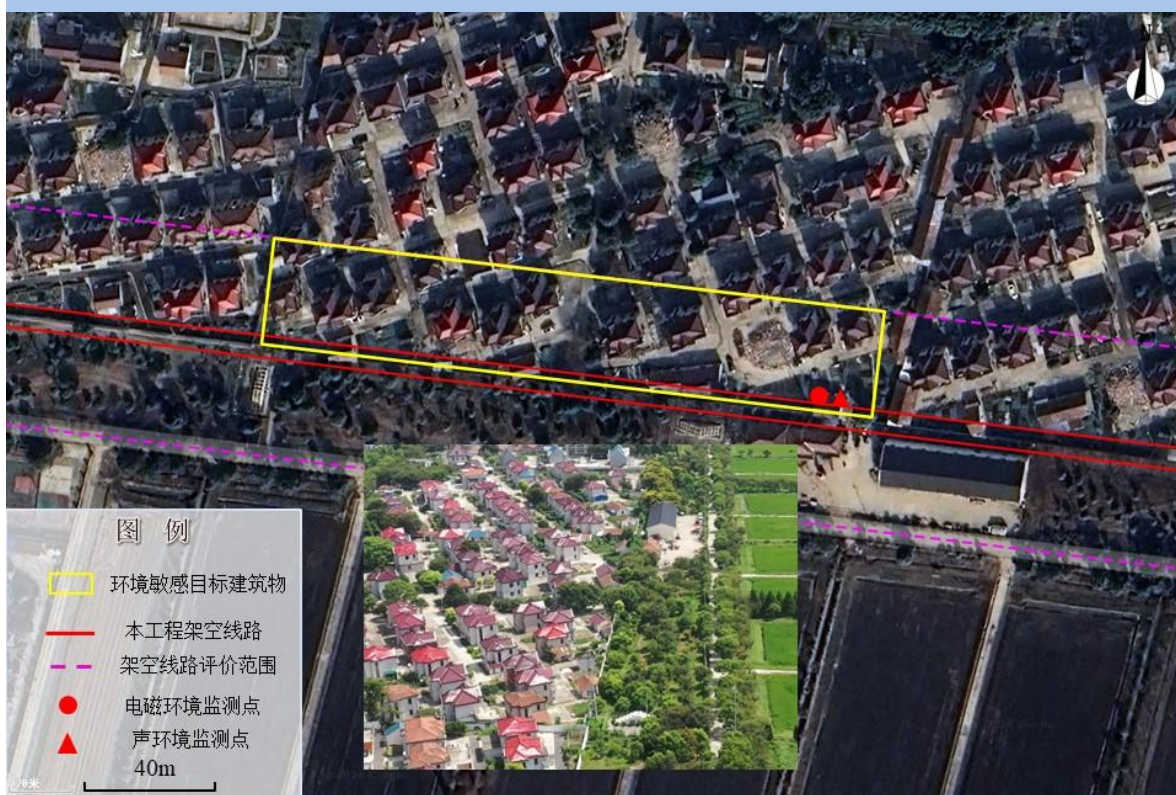 N
图 例
环境敏感目标建筑物
本工程架空线路
架空线路评价范围
电磁环境监测点
声环境监测点
40m